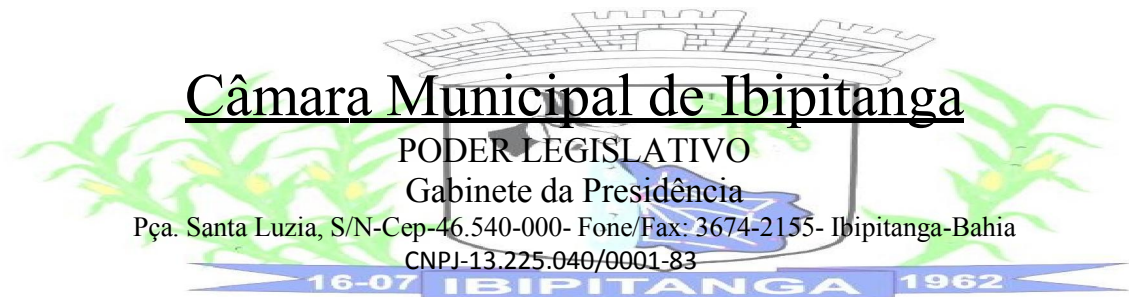 Câmara Municipal de Ibipitanga
PODER LEGISLATIVO
Gabinete da Presidência
Pça. Santa Luzia, S/N-Cep-46.540-000- Fone/Fax: 3674-2155- Ibipitanga-Bahia
CNPJ-13.225.040/0001-83
16-07 IBIPITANGA 1962